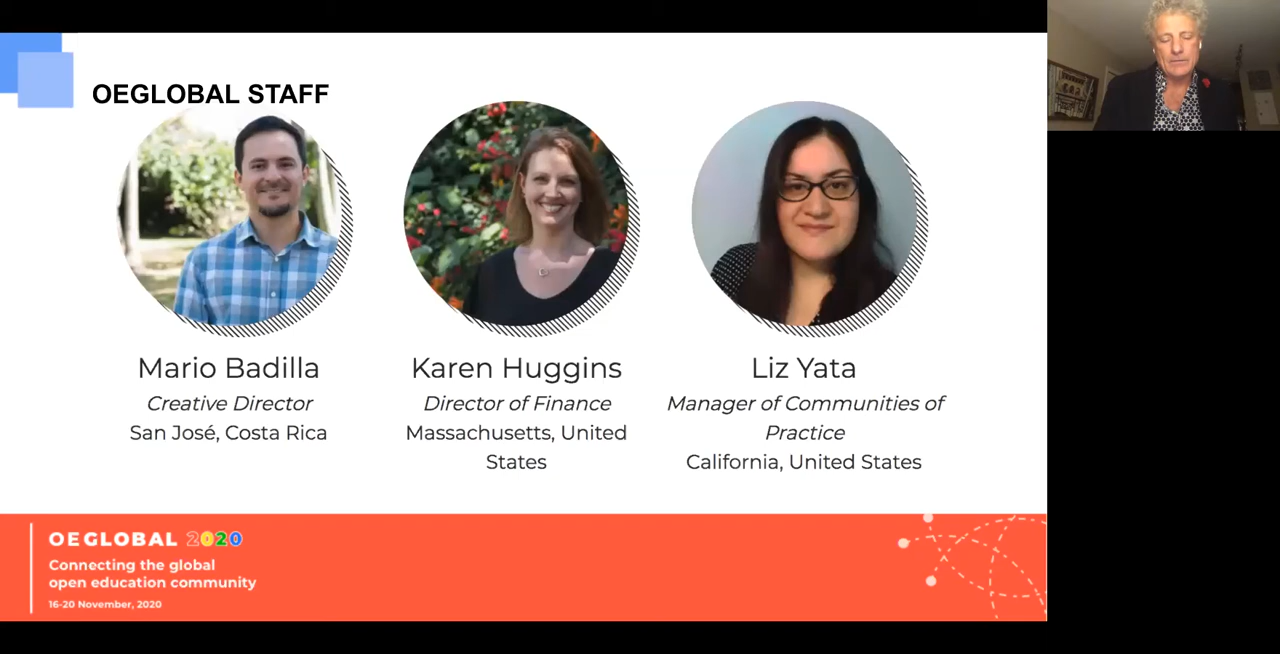 OEGLOBAL STAFF
Mario Badilla
Creative Director
San José, Costa Rica
Karen Huggins
Director of Finance
Massachusetts, United
States
Liz Yata
Manager of Communities of
Practice
California, United States
OEGLOBAL 2020
Connecting the global
open education community
16-20 November, 2020